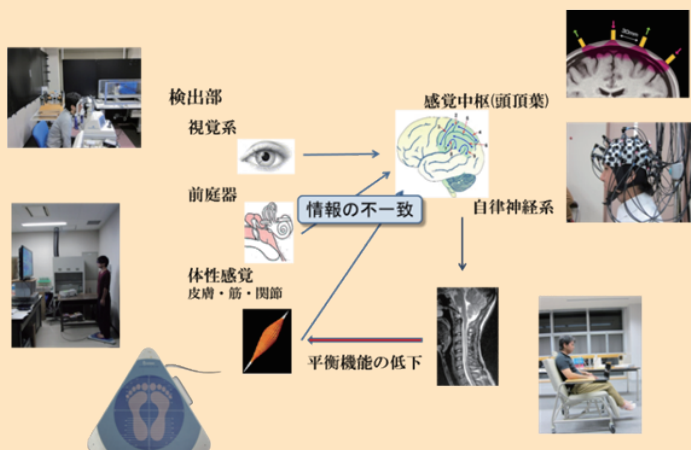 検出部
視覚系
前庭器
体性感覚
皮膚・筋・関節
情報の不一致
感覚中枢(頭頂葉)
自律神経系
平衡機能の低下
30mm